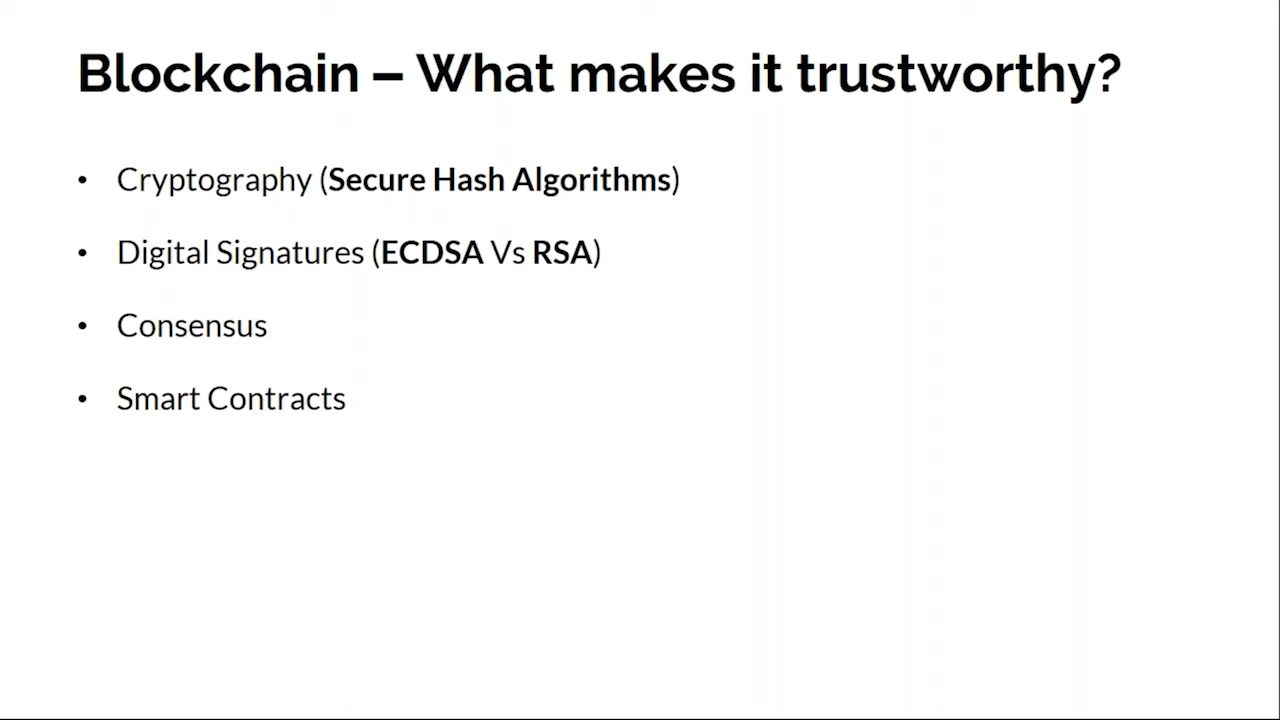 Blockchain – What makes it trustworthy?
• Cryptography (Secure Hash Algorithms)
• Digital Signatures (ECDSA Vs RSA)
• Consensus
• Smart Contracts